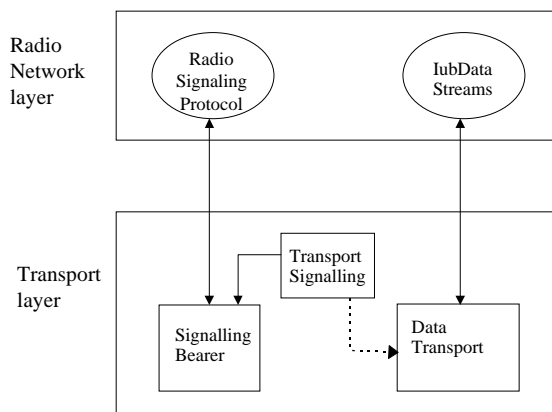 Radio
Network
layer
Radio
Signaling
Protocol
IubData
Streams
Transport
layer
Transport
Signalling
Signalling
Bearer
Data
Transport